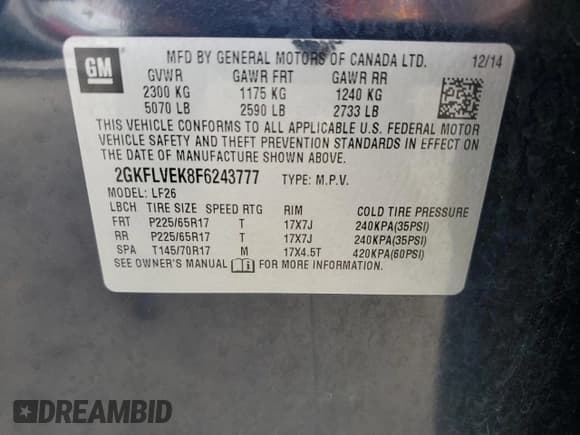 GM
MFD BY GENERAL MOTORS OF CANADA LTD. 12/14
GVWR GAWR FRT GAWR RR
2300 KG 1175 KG 1240 KG
5070 LB 2590 LB 2733 LB
THIS VEHICLE CONFORMS TO ALL APPLICABLE U.S. FEDERAL MOTOR
VEHICLE SAFETY AND THEFT PREVENTION STANDARDS IN EFFECT ON
THE DATE OF MANUFACTURE SHOWN ABOVE.
2GKFLVEK8F6243777 TYPE: M.P.V.
MODEL: LF26
LBCH TIRE SIZE SPEED RTG RIM COLD TIRE PRESSURE
FRT P225/65R17 T 17X7J 240KPA(35PSI)
RR P225/65R17 T 17X7J 240KPA(35PSI)
SPA T145/70R17 M 17X4.5T 420KPA(60PSI)
SEE OWNER'S MANUAL FOR MORE INFORMATION
DREAMBID